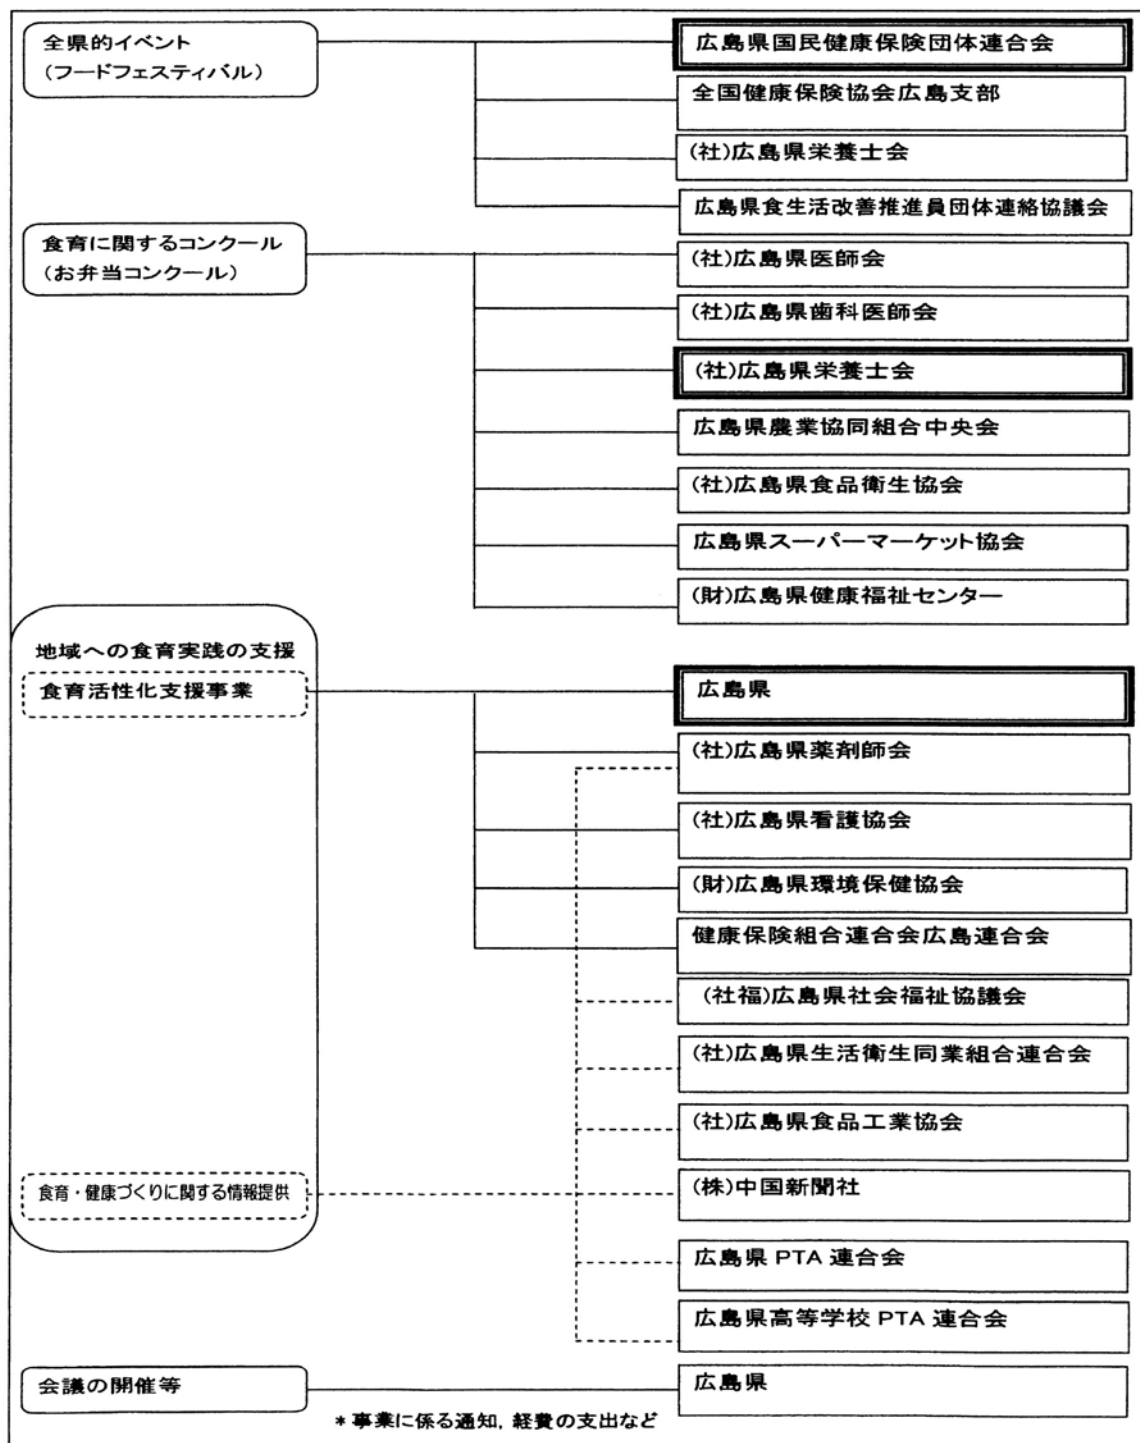 全県的イベント
(フードフェスティバル)
広島県国民健康保険団体連合会
全国健康保険協会広島支部
(社)広島県栄養士会
広島県食生活改善推進員団体連絡協議会
食育に関するコンクール
(お弁当コンクール)
(社)広島県医師会
(社)広島県歯科医師会
(社)広島県栄養士会
広島県農業協同組合中央会
(社)広島県食品衛生協会
広島県スーパーマーケット協会
(財)広島県健康福祉センター
地域への食育実践の支援
食育活性化支援事業
広島県
(社)広島県薬剤師会
(社)広島県看護協会
(財)広島県環境保健協会
健康保険組合連合会広島連合会
(社福)広島県社会福祉協議会
(社)広島県生活衛生同業組合連合会
(社)広島県食品工業協会
食育・健康づくりに関する情報提供
(株)中国新聞社
広島県 PTA 連合会
広島県高等学校 PTA 連合会
会議の開催等
広島県
* 事業に係る通知, 経費の支出など